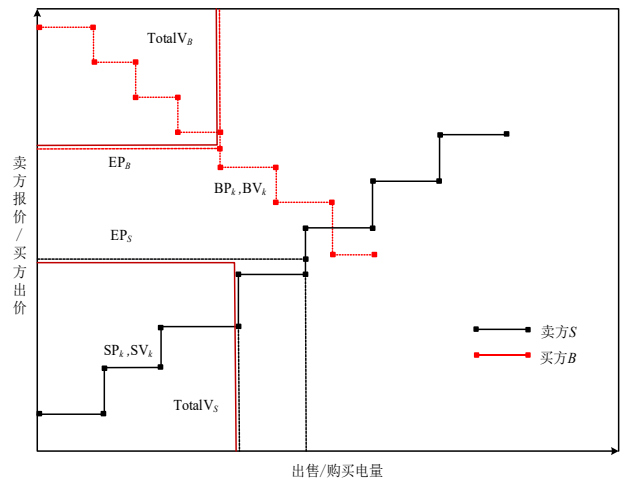 TotalV_B
EP_B
BP_k,BV_k
EP_S
SP_k,SV_k
TotalV_S
卖方报价/买方出价
卖方S
买方B
出售/购买电量